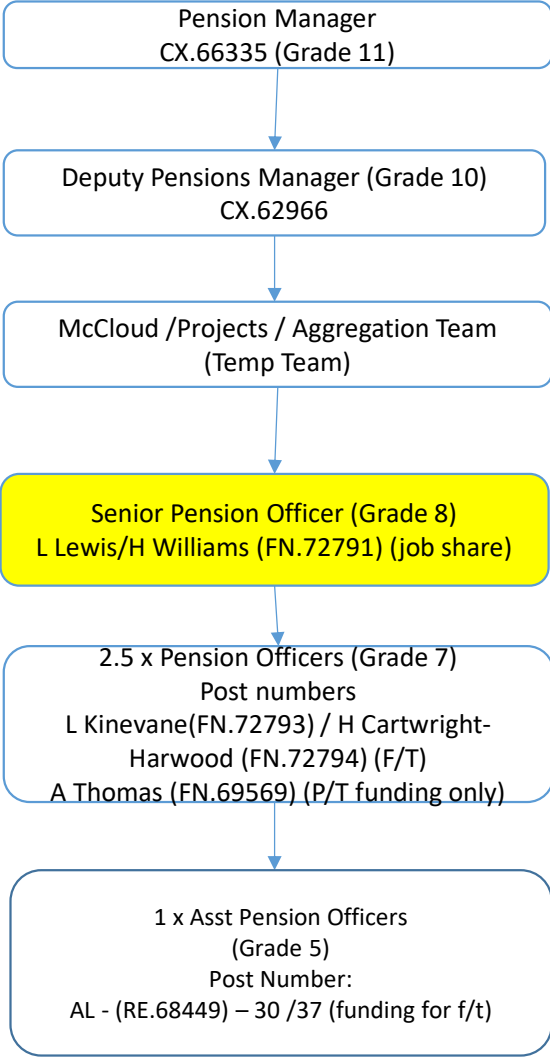 Pension Manager
CX.66335 (Grade 11)
Deputy Pensions Manager (Grade 10)
CX.62966
McCloud /Projects / Aggregation Team
(Temp Team)
Senior Pension Officer (Grade 8)
L Lewis/H Williams (FN.72791) (job share)
2.5 x Pension Officers (Grade 7)
Post numbers
L Kinevane(FN.72793) / H Cartwright-
Harwood (FN.72794) (F/T)
A Thomas (FN.69569) (P/T funding only)
1 x Asst Pension Officers
(Grade 5)
Post Number:
AL - (RE.68449) – 30 /37 (funding for f/t)